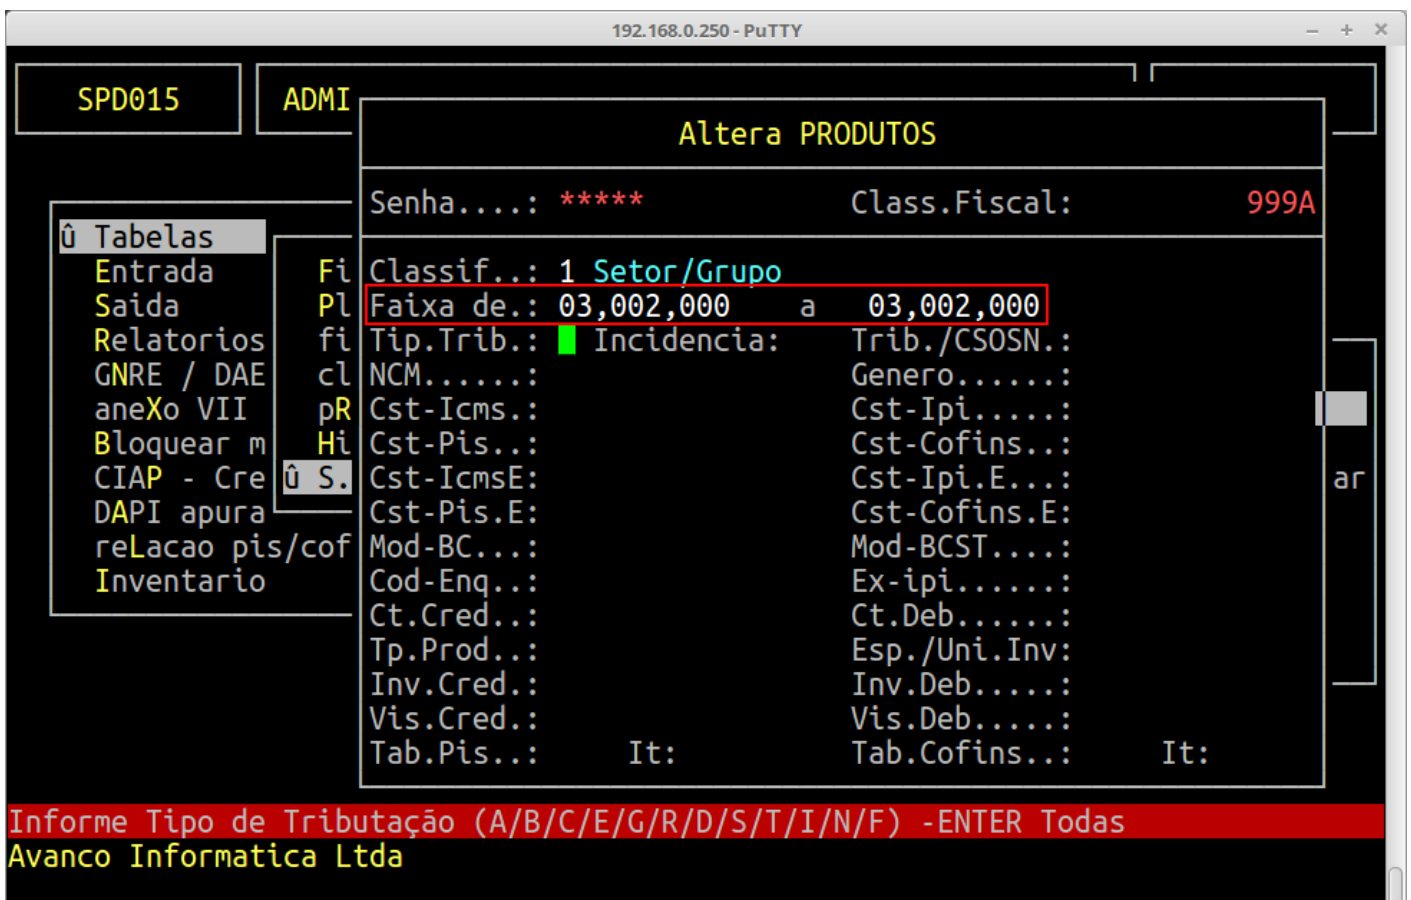 192.168.0.250 - PuTTY
SPD015
ADMI
Altera PRODUTOS
Senha....: ***** Class.Fiscal: 999A
û Tabelas
Entrada
Saida
Relatorios
GNRE / DAE
aneXo VII
Bloquear m
CIAP - Cre
DAPI apura
reLacao pis/cof
Inventario
Fi
Pl
fi
cl
pR
Hi
û S.
Classif..: 1 Setor/Grupo
Faixa de.: 03,002,000 a 03,002,000
Tip.Trib.: Incidencia: Trib./CSOSN.:
NCM......: Genero......:
Cst-Icms.: Cst-Ipi.....:
Cst-Pis..: Cst-Cofins..:
Cst-IcmsE: Cst-Ipi.E...:
Cst-Pis.E: Cst-Cofins.E:
Mod-BC...: Mod-BCST....:
Cod-Enq..: Ex-ipi......:
Ct.Cred..: Ct.Deb......:
Tp.Prod..: Esp./Uni.Inv:
Inv.Cred.: Inv.Deb.....:
Vis.Cred.: Vis.Deb.....:
Tab.Pis..: It: Tab.Cofins..: It:
ar
Informe Tipo de Tributação (A/B/C/E/G/R/D/S/T/I/N/F) -ENTER Todas
Avanco Informatica Ltda